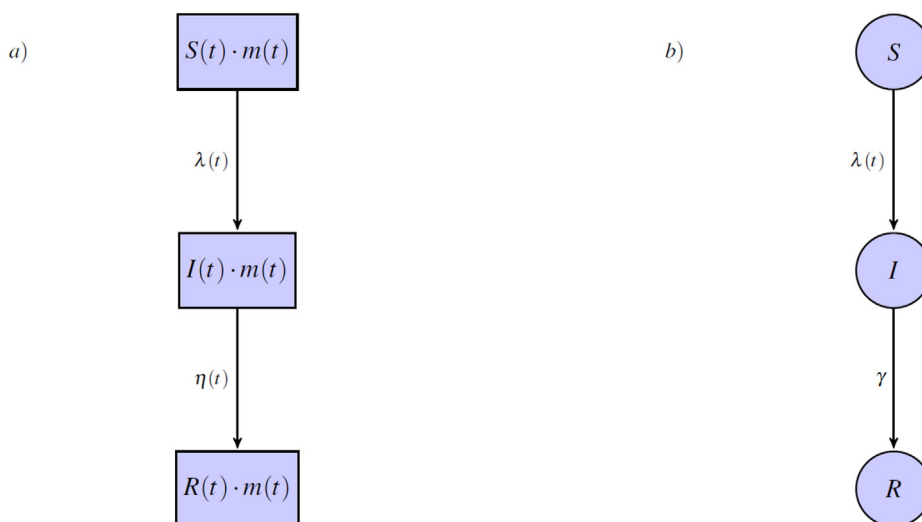 a)
S(t) · m(t)
λ(t)
I(t) · m(t)
η(t)
R(t) · m(t)
b)
S
λ(t)
I
γ
R